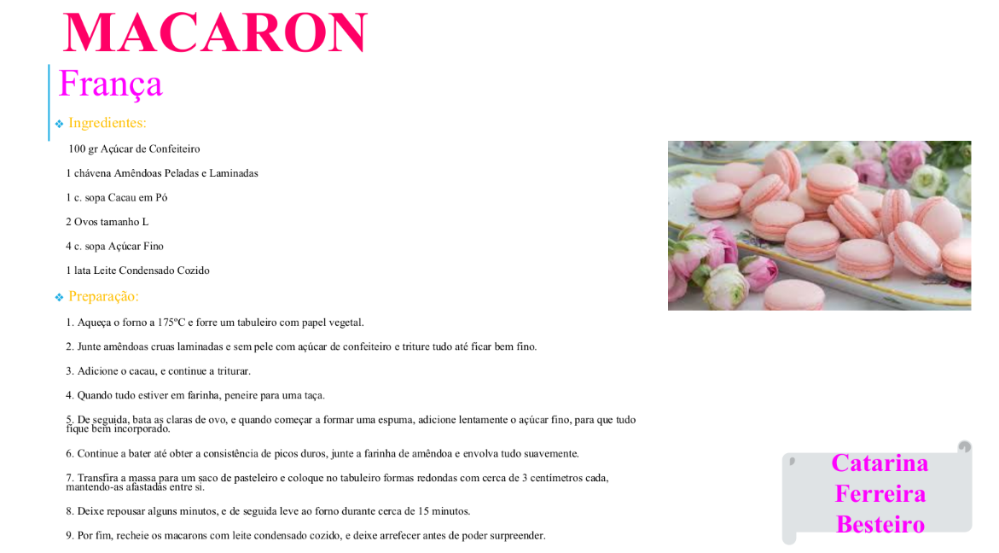 MACARON
França
Ingredientes:
100 gr Açúcar de Confeiteiro
1 chávena Amêndoas Peladas e Laminadas
1 c. sopa Cacau em Pó
2 Ovos tamanho L
4 c. sopa Açúcar Fino
1 lata Leite Condensado Cozido
Preparação:
1. Aqueça o forno a 175ºC e forre um tabuleiro com papel vegetal.
2. Junte amêndoas cruas laminadas e sem pele com açúcar de confeiteiro e triture tudo até ficar bem fino.
3. Adicione o cacau, e continue a triturar.
4. Quando tudo estiver em farinha, peneire para uma taça.
5. De seguida, bata as claras de ovo, e quando começar a formar uma espuma, adicione lentamente o açúcar fino, para que tudo
fique bem incorporado.
6. Continue a bater até obter a consistência de picos duros, junte a farinha de amêndoa e envolva tudo suavemente.
7. Transfira a massa para um saco de pasteleiro e coloque no tabuleiro formas redondas com cerca de 3 centímetros cada,
mantendo-as afastadas entre si.
8. Deixe repousar alguns minutos, e de seguida leve ao forno durante cerca de 15 minutos.
9. Por fim, recheie os macarons com leite condensado cozido, e deixe arrefecer antes de poder surpreender.
Catarina
Ferreira
Besteiro